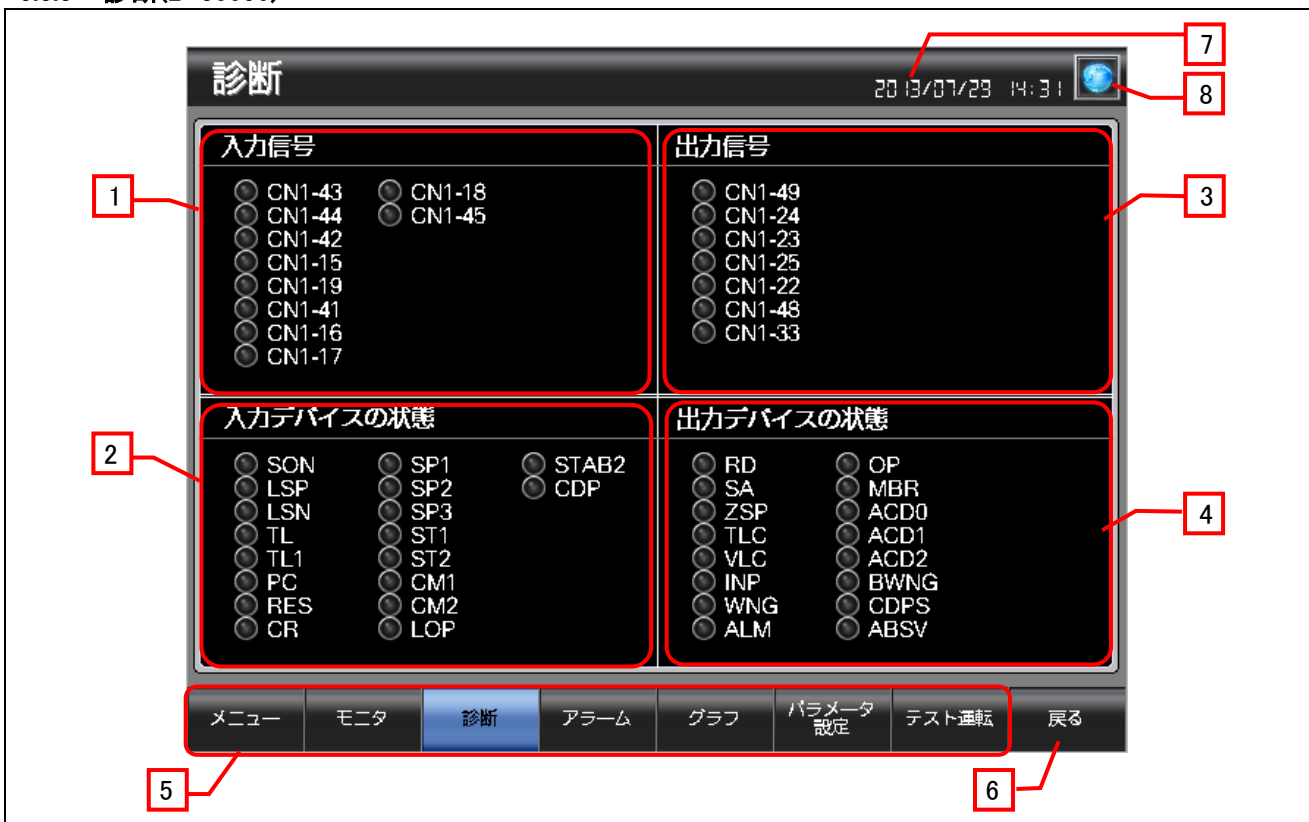 診断
2013/07/29 14:31
7
8
入力信号
CN1-43 CN1-18
CN1-44 CN1-45
CN1-42
CN1-15
CN1-19
CN1-41
CN1-16
CN1-17
1
出力信号
CN1-49
CN1-24
CN1-23
CN1-25
CN1-22
CN1-48
CN1-33
3
入力デバイスの状態
SON SP1 STAB2
LSP SP2 CDP
LSN SP3
TL ST1
TL1 ST2
PC CM1
RES CM2
CR LOP
2
出力デバイスの状態
RD OP
SA MBR
ZSP ACD0
TLC ACD1
VLC ACD2
INP BWNG
WNG CDPS
ALM ABSV
4
メニュー モニタ 診断 アラーム グラフ パラメータ設定 テスト運転 戻る
5
6